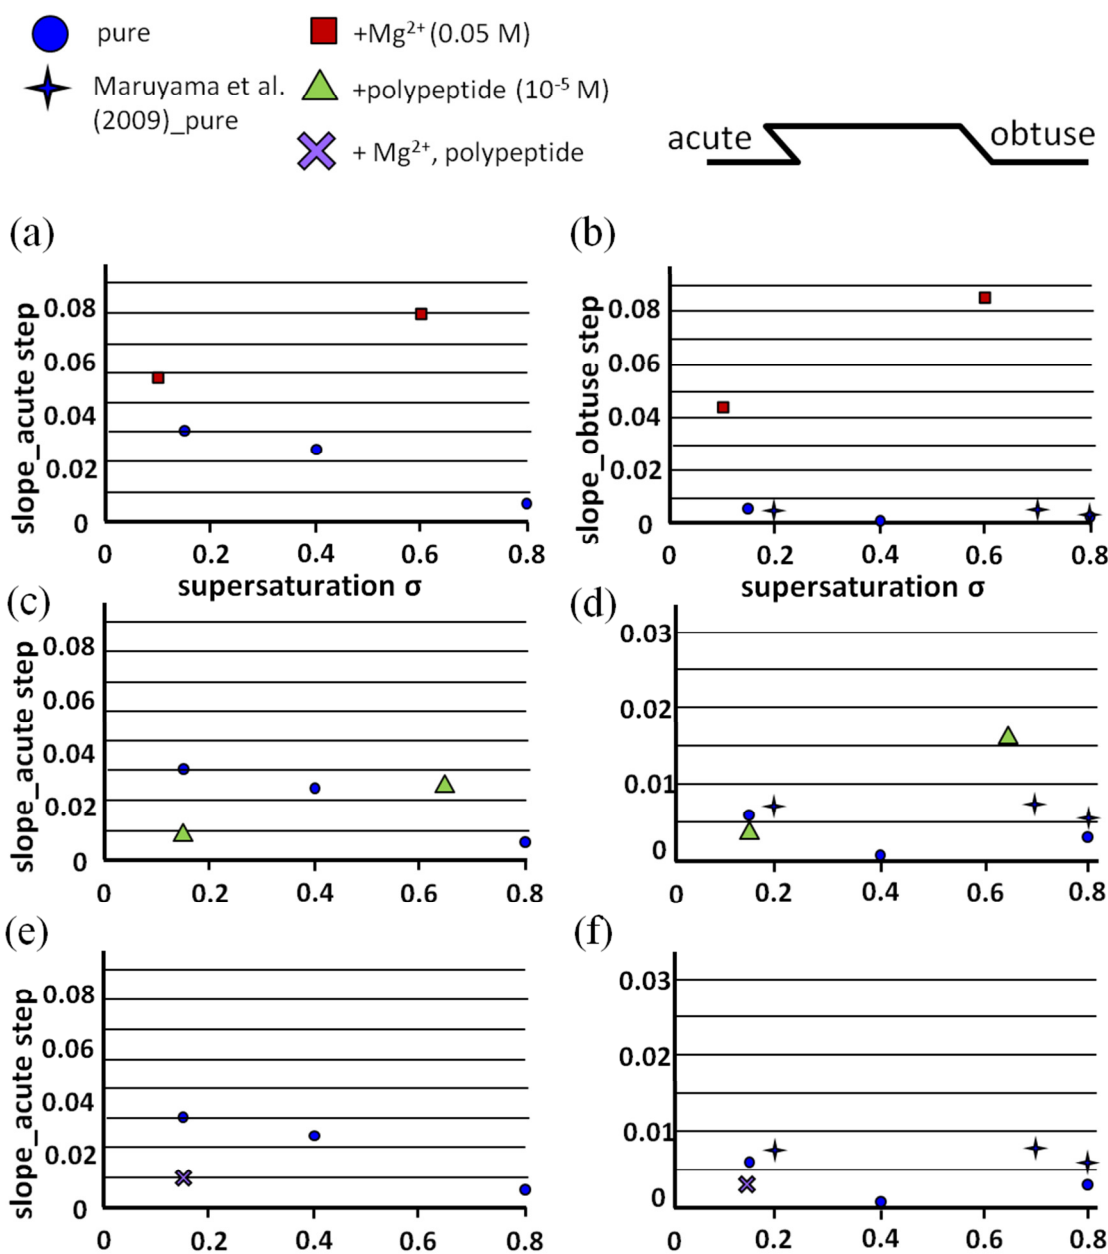 pure
+Mg²⁺ (0.05 M)
Maruyama et al.
(2009)_pure
+polypeptide (10⁻⁵ M)
+ Mg²⁺, polypeptide
acute
obtuse
(a)
slope_acute step
0.08
0.06
0.04
0.02
0
0 0.2 0.4 0.6 0.8
supersaturation σ
(b)
slope_obtuse step
0.08
0.06
0.04
0.02
0
0 0.2 0.4 0.6 0.8
supersaturation σ
(c)
slope_acute step
0.08
0.06
0.04
0.02
0
0 0.2 0.4 0.6 0.8
(d)
0.03
0.02
0.01
0
0 0.2 0.4 0.6 0.8
(e)
slope_acute step
0.08
0.06
0.04
0.02
0
0 0.2 0.4 0.6 0.8
(f)
0.03
0.02
0.01
0
0 0.2 0.4 0.6 0.8